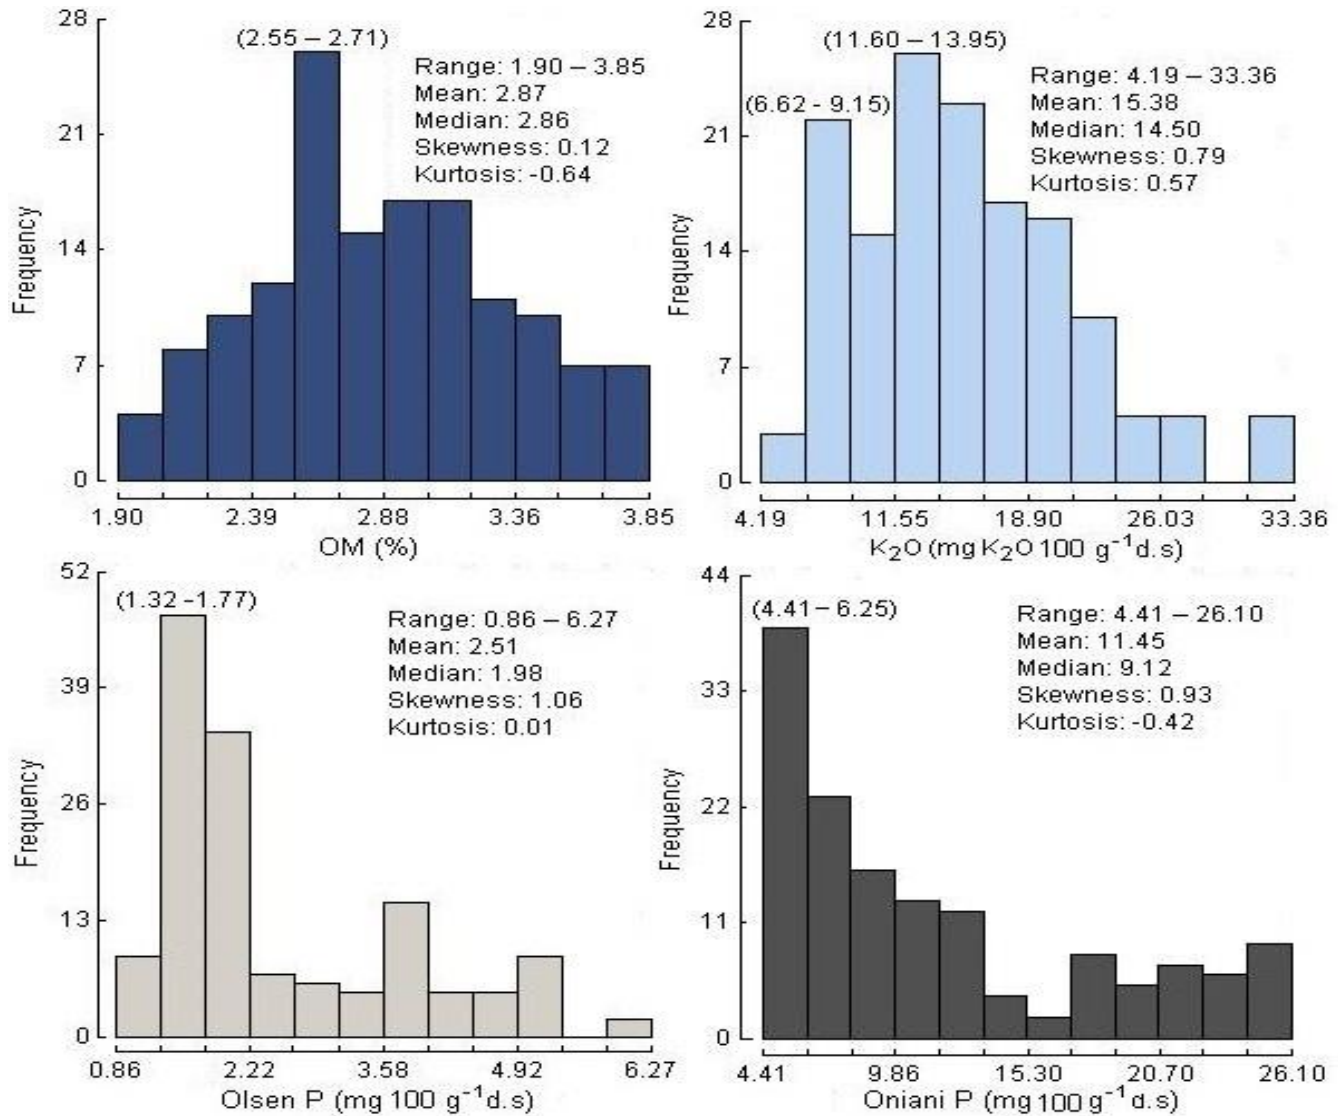 28
(2.55 – 2.71)
Range: 1.90 – 3.85
Mean: 2.87
Median: 2.86
Skewness: 0.12
Kurtosis: -0.64
21
14
7
0
Frequency
1.90 2.39 2.88 3.36 3.85
OM (%)
28
(11.60 – 13.95)
(6.62 - 9.15)
Range: 4.19 – 33.36
Mean: 15.38
Median: 14.50
Skewness: 0.79
Kurtosis: 0.57
21
14
7
0
Frequency
4.19 11.55 18.90 26.03 33.36
K₂O (mg K₂O 100 g⁻¹d.s)
52
(1.32 -1.77)
Range: 0.86 – 6.27
Mean: 2.51
Median: 1.98
Skewness: 1.06
Kurtosis: 0.01
39
26
13
0
Frequency
0.86 2.22 3.58 4.92 6.27
Olsen P (mg 100 g⁻¹d.s)
44
(4.41 – 6.25)
Range: 4.41 – 26.10
Mean: 11.45
Median: 9.12
Skewness: 0.93
Kurtosis: -0.42
33
22
11
0
Frequency
4.41 9.86 15.30 20.70 26.10
Oniani P (mg 100 g⁻¹d.s)